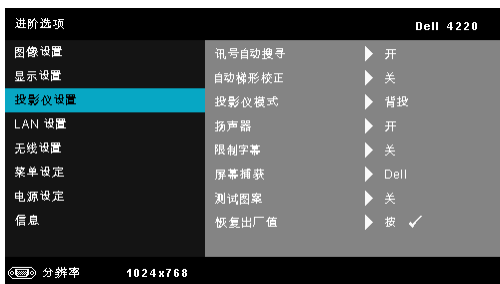 进阶选项 Dell 4220
图像设置 讯号自动搜寻 开
显示设置 自动梯形校正 关
投影仪设置 投影仪模式 背投
LAN 设置 扬声器 开
无线设置 限制字幕 关
菜单设定 屏幕捕获 Dell
电源设定 测试图案 关
信息 恢复出厂值 按 ✓
分辨率 1024x768